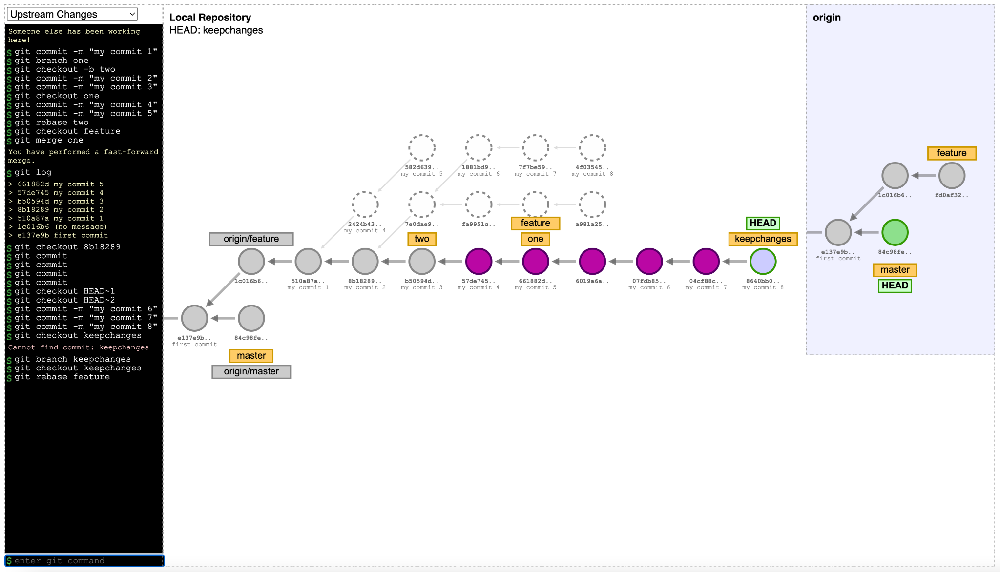 Upstream Changes
Someone else has been working
here!
$ git commit -m "my commit 1"
$ git branch one
$ git checkout -b two
$ git commit -m "my commit 2"
$ git commit -m "my commit 3"
$ git checkout one
$ git commit -m "my commit 4"
$ git commit -m "my commit 5"
$ git rebase two
$ git checkout feature
$ git merge one
You have performed a fast-forward
merge.
$ git log
> 661882d my commit 5
> 57de745 my commit 4
> b50594d my commit 3
> 8b18289 my commit 2
> 510a87a my commit 1
> 1c016b6 (no message)
> e137e9b first commit
$ git checkout 8b18289
$ git commit
$ git commit
$ git commit
$ git commit
$ git checkout HEAD~1
$ git checkout HEAD~2
$ git commit -m "my commit 6"
$ git commit -m "my commit 7"
$ git commit -m "my commit 8"
$ git checkout keepchanges
Cannot find commit: keepchanges
$ git branch keepchanges
$ git checkout keepchanges
$ git rebase feature
$ enter git command
Local Repository
HEAD: keepchanges
582d639..
my commit 5
1881bd9..
my commit 6
7f7be59..
my commit 7
4f03545..
my commit 8
2424b43..
my commit 4
7e0dae9..
fa9951c..
feature
a981a25..
HEAD
origin/feature
two
one
keepchanges
1c016b6..
510a87a..
my commit 1
8b18289..
my commit 2
b50594d..
my commit 3
57de745..
my commit 4
661882d..
my commit 5
6019a6a..
07fdb85..
my commit 6
04cf88c..
my commit 7
8640bb0..
my commit 8
e137e9b..
first commit
84c98fe..
master
origin/master
origin
feature
1c016b6..
fd0af32..
e137e9b..
first commit
84c98fe..
master
HEAD